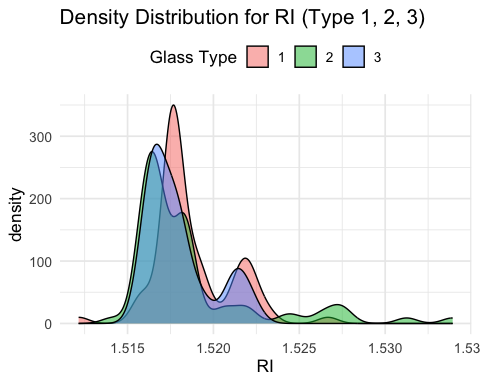 Density Distribution for RI (Type 1, 2, 3)
Glass Type 1 2 3
density
300
200
100
0
1.515 1.520 1.525 1.530 1.53
RI